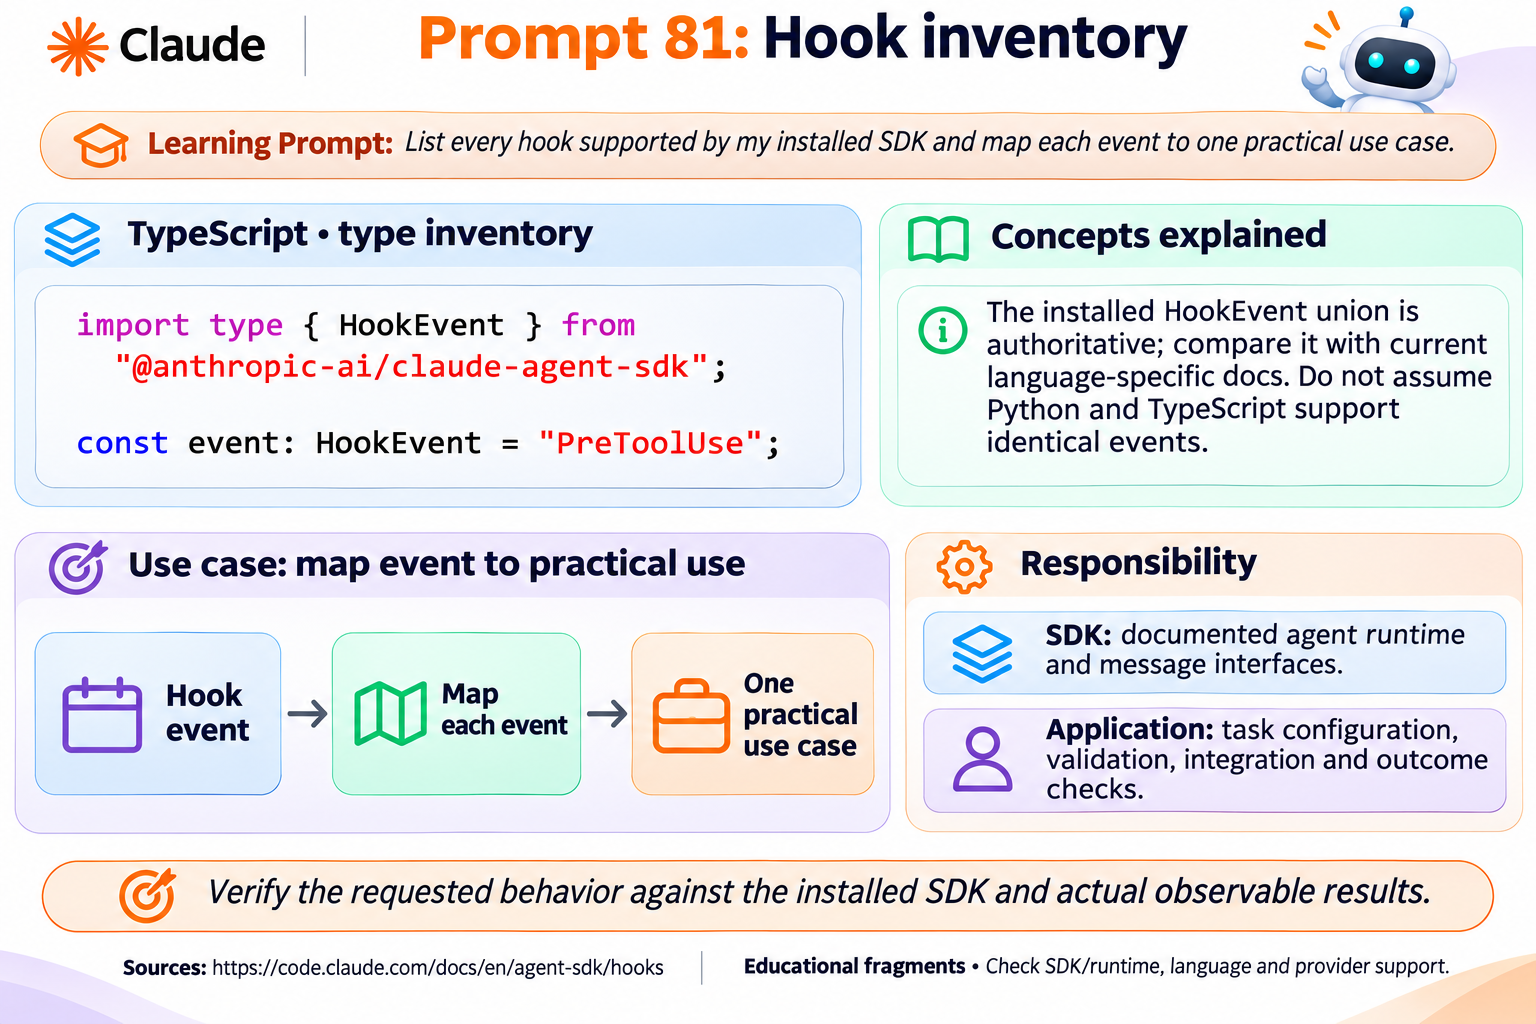 Claude
Prompt 81: Hook inventory
Learning Prompt: List every hook supported by my installed SDK and map each event to one practical use case.
TypeScript • type inventory
import type { HookEvent } from
"@anthropic-ai/claude-agent-sdk";
const event: HookEvent = "PreToolUse";
Concepts explained
The installed HookEvent union is
authoritative; compare it with current
language-specific docs. Do not assume
Python and TypeScript support
identical events.
Use case: map event to practical use
Hook
event
Map
each event
One
practical
use case
Responsibility
SDK: documented agent runtime
and message interfaces.
Application: task configuration,
validation, integration and outcome
checks.
Verify the requested behavior against the installed SDK and actual observable results.
Sources: https://code.claude.com/docs/en/agent-sdk/hooks
Educational fragments • Check SDK/runtime, language and provider support.